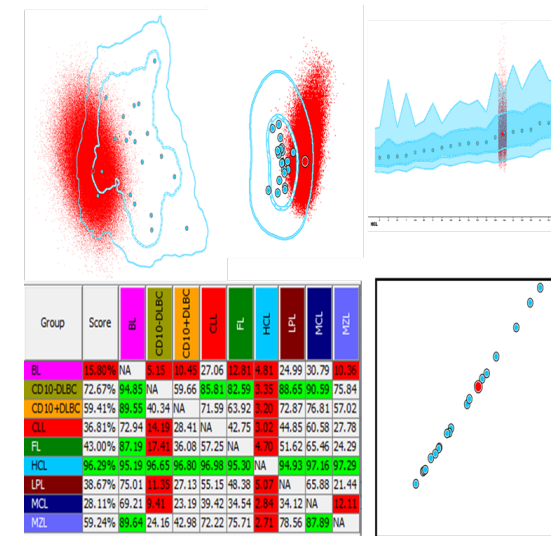 HCL
Group Score BL CD10-DLBC CD10+DLBC CLL FL HCL LPL MCL MZL
BL 15.80% NA 5.15 10.45 27.06 12.81 4.81 24.99 30.79 10.36
CD10-DLBC 72.67% 94.85 NA 59.66 85.81 82.59 3.35 88.65 90.59 75.84
CD10+DLBC 59.41% 89.55 40.34 NA 71.59 63.92 3.20 72.87 76.81 57.02
CLL 36.81% 72.94 14.19 28.41 NA 42.75 3.02 44.85 60.58 27.78
FL 43.00% 87.19 17.41 36.08 57.25 NA 4.70 51.62 65.46 24.29
HCL 96.29% 95.19 96.65 96.80 96.98 95.30 NA 94.93 97.16 97.29
LPL 38.67% 75.01 11.35 27.13 55.15 48.38 5.07 NA 65.88 21.44
MCL 28.11% 69.21 9.41 23.19 39.42 34.54 2.84 34.12 NA 12.11
MZL 59.24% 89.64 24.16 42.98 72.22 75.71 2.71 78.56 87.89 NA